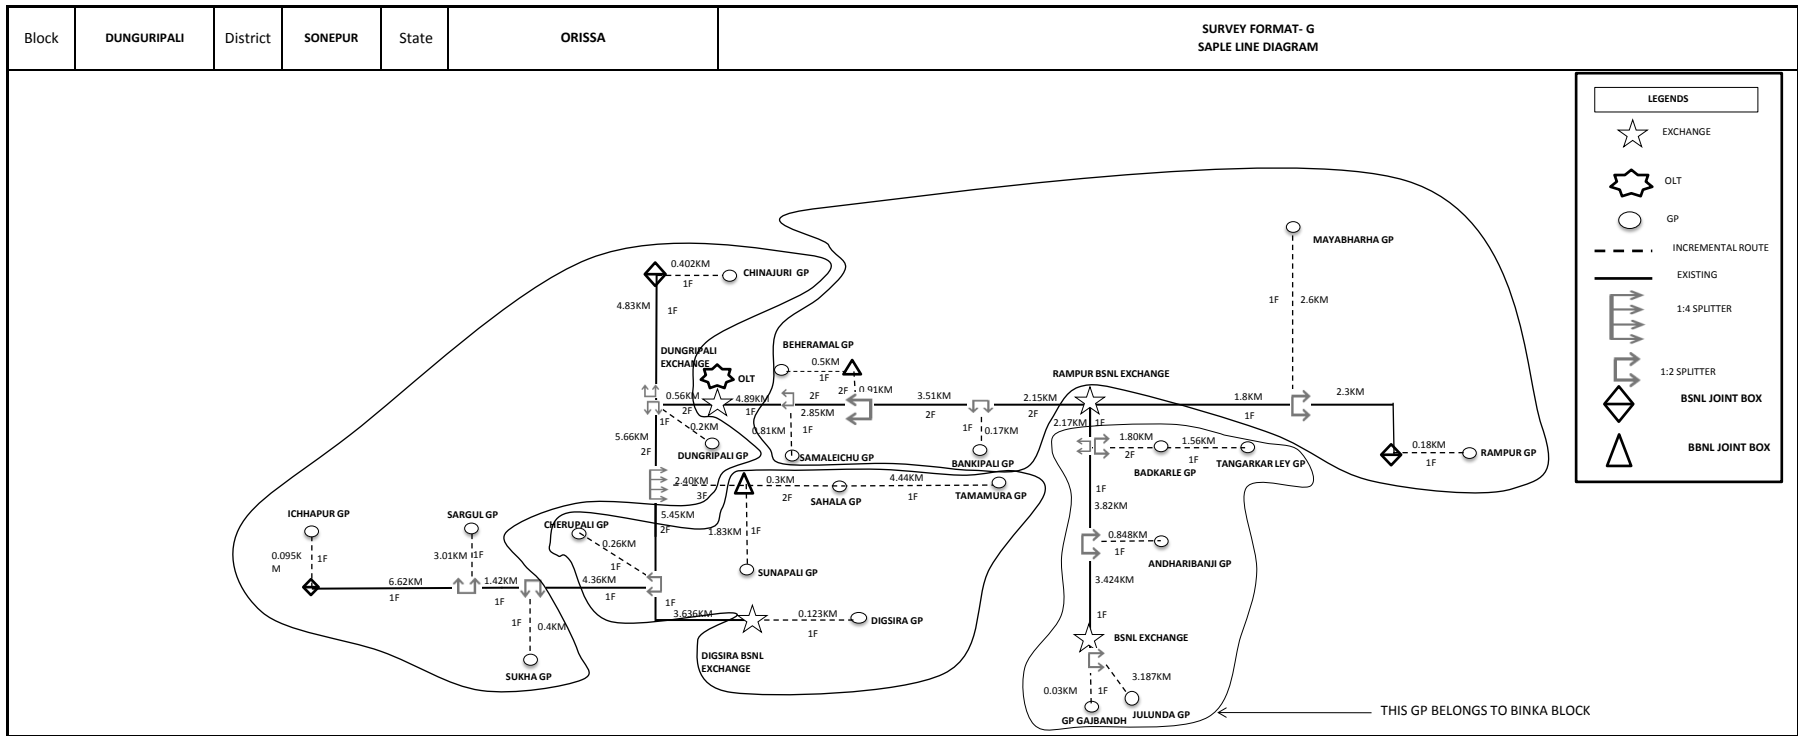 Block
DUNGURIPALI
District
SONEPUR
State
ORISSA
SURVEY FORMAT- G
SAPLE LINE DIAGRAM
LEGENDS
EXCHANGE
OLT
GP
INCREMENTAL ROUTE
EXISTING
1:4 SPLITTER
1:2 SPLITTER
BSNL JOINT BOX
BBNL JOINT BOX
MAYABHARHA GP
1F
2.6KM
0.402KM
CHINAJURI GP
1F
4.83KM
1F
DUNGRIPALI
EXCHANGE
OLT
BEHERAMAL GP
0.5KM
1F
2F
0.91KM
RAMPUR BSNL EXCHANGE
0.56KM
2F
4.89KM
1F
2F
2.85KM
1F
3.51KM
2F
2.15KM
2F
1.8KM
1F
2.3KM
1F
0.2KM
DUNGRIPALI GP
0.81KM
SAMALEICHU GP
1F
0.17KM
BANKIPALI GP
2.17KM
1F
5.66KM
2F
1.80KM
2F
BADKARLE GP
1.56KM
1F
TANGARKAR LEY GP
0.18KM
1F
RAMPUR GP
2.40KM
3F
0.3KM
2F
SAHALA GP
4.44KM
1F
TAMAMURA GP
1F
3.82KM
5.45KM
2F
1.83KM
1F
SUNAPALI GP
ICHHAPUR GP
0.095K
M
1F
SARGUL GP
3.01KM
1F
CHERUPALI GP
0.26KM
1F
0.848KM
1F
ANDHARIBANJI GP
6.62KM
1F
1.42KM
1F
4.36KM
1F
1F
3.424KM
1F
1F
0.4KM
SUKHA GP
3.636KM
0.123KM
1F
DIGSIRA GP
DIGSIRA BSNL
EXCHANGE
BSNL EXCHANGE
0.03KM
1F
3.187KM
GP GAJBANDH
JULUNDA GP
THIS GP BELONGS TO BINKA BLOCK